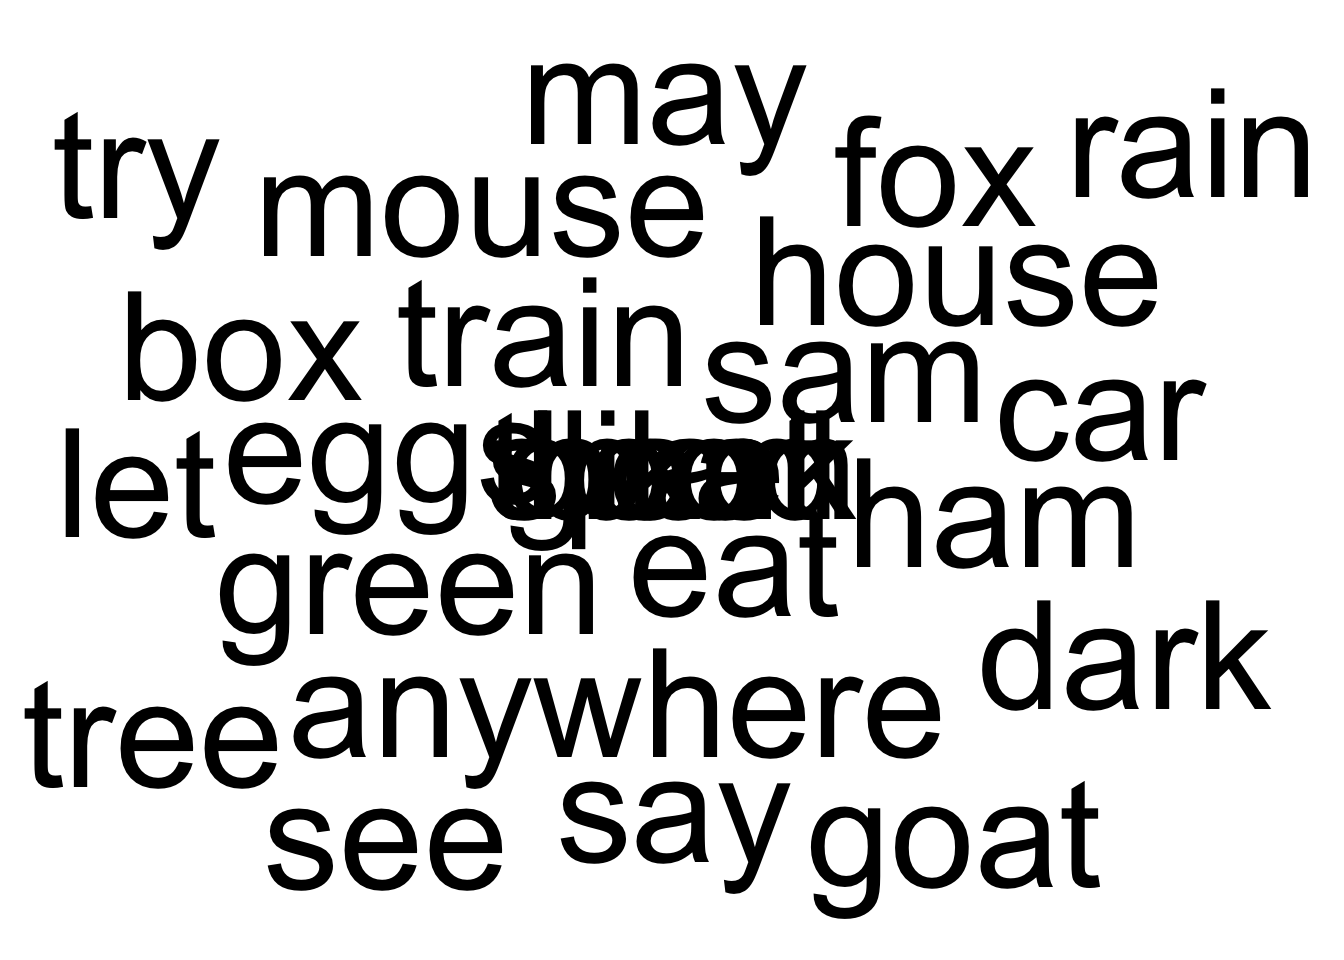 may
try mouse fox rain
house
box train sam car
let eggs
ham
green eat
dark
tree anywhere
see say goat